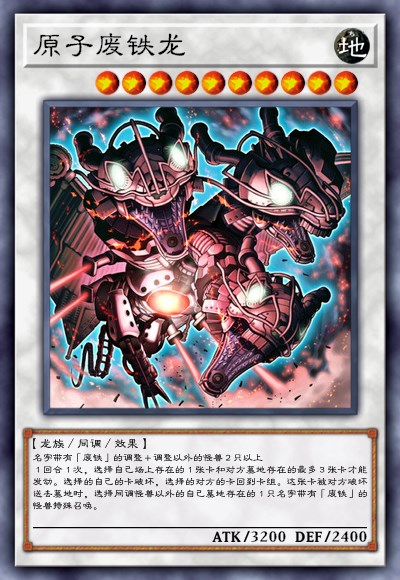 原子废铁龙
地
【龙族／同调／效果】
名字带有「废铁」的调整＋调整以外的怪兽２只以上
１回合１次，选择自己场上存在的１张卡和对方墓地存在的最多３张卡才能
发动。选择的自己的卡破坏，选择的对方的卡回到卡组。这张卡被对方破坏
送去墓地时，选择同调怪兽以外的自己墓地存在的１只名字带有「废铁」的
怪兽特殊召唤。
ATK/3200 DEF/2400